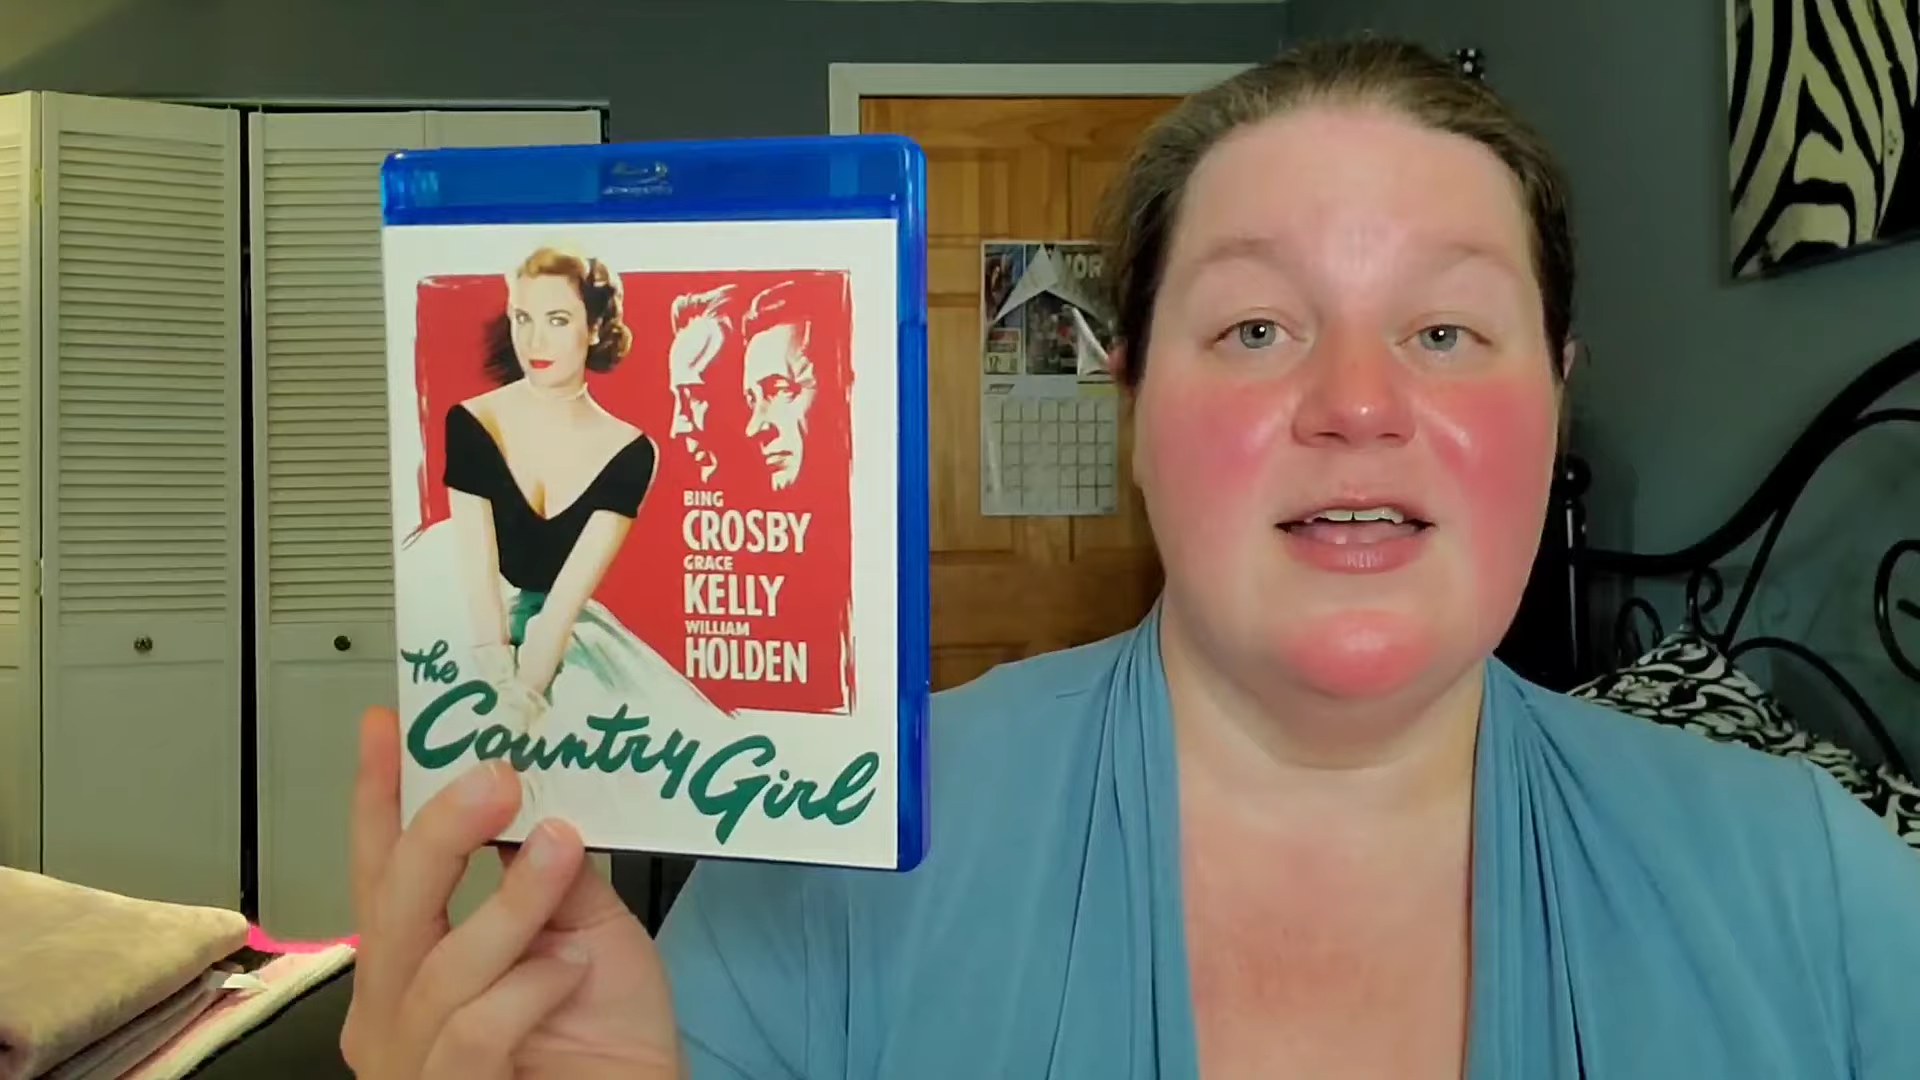 BING
CROSBY
GRACE
KELLY
WILLIAM
HOLDEN
The
Country Girl